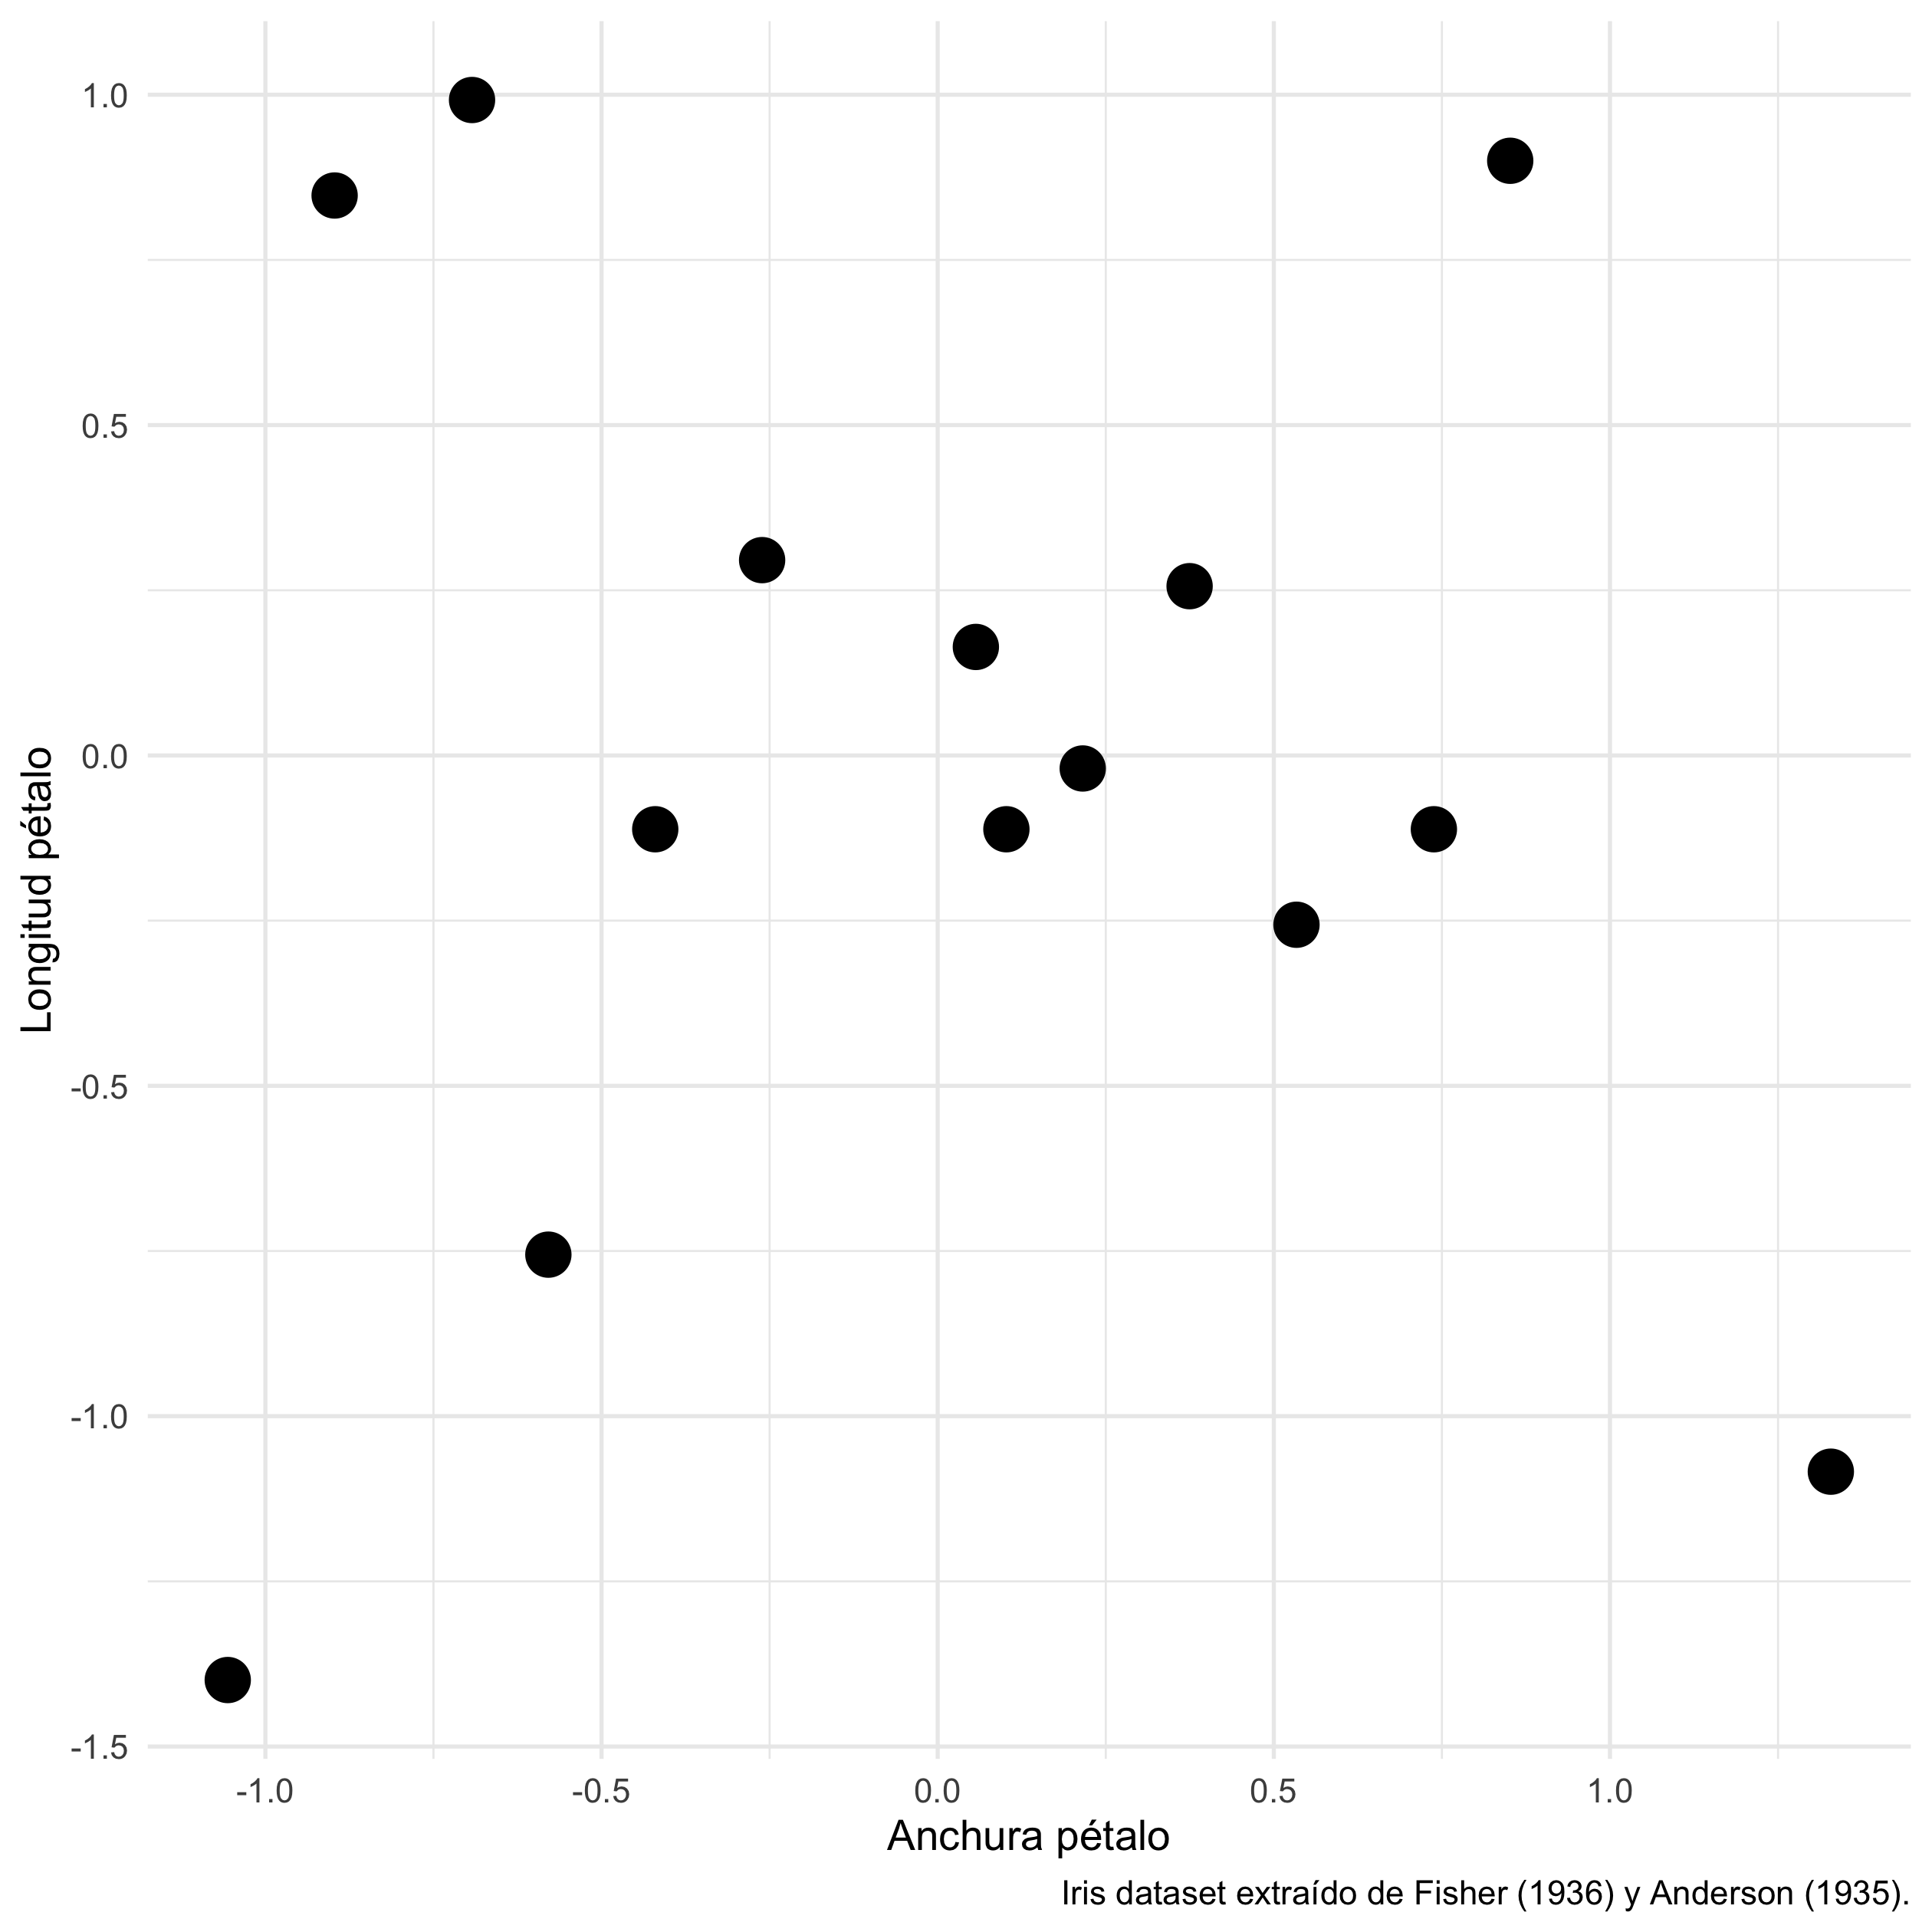 1.0
0.5
0.0
-0.5
-1.0
-1.5
Longitud pétalo
-1.0 -0.5 0.0 0.5 1.0
Anchura pétalo
Iris dataset extraído de Fisher (1936) y Anderson (1935).